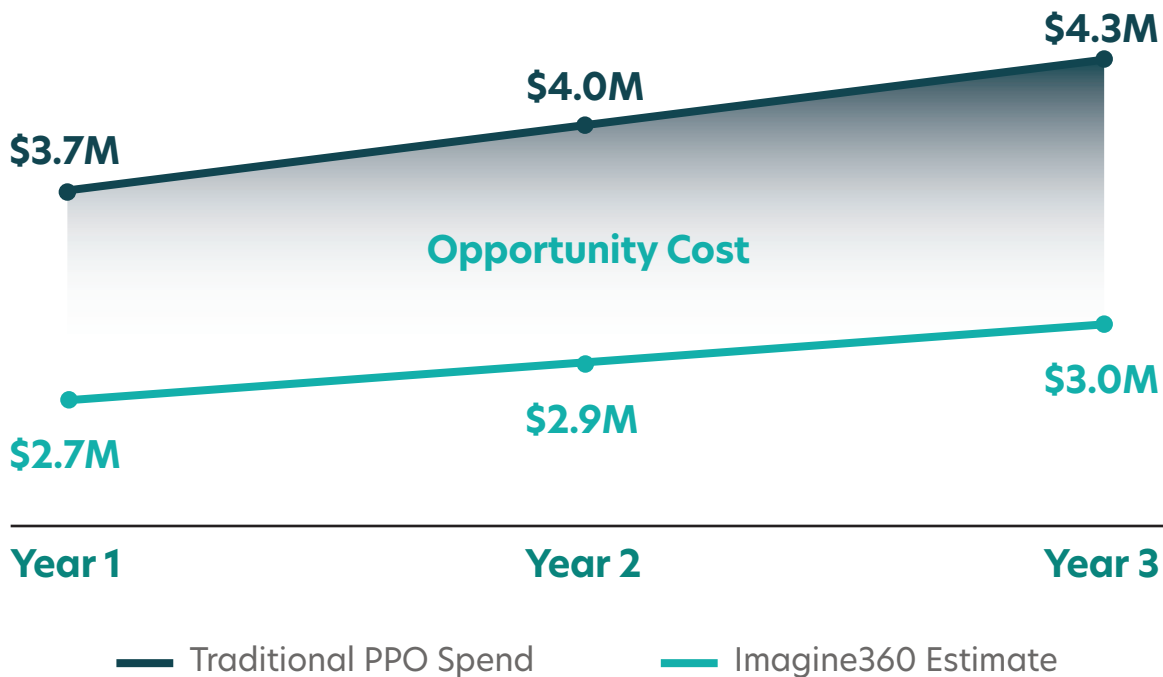 $4.3M
$4.0M
$3.7M
Opportunity Cost
$3.0M
$2.9M
$2.7M
Year 1 Year 2 Year 3
Traditional PPO Spend Imagine360 Estimate